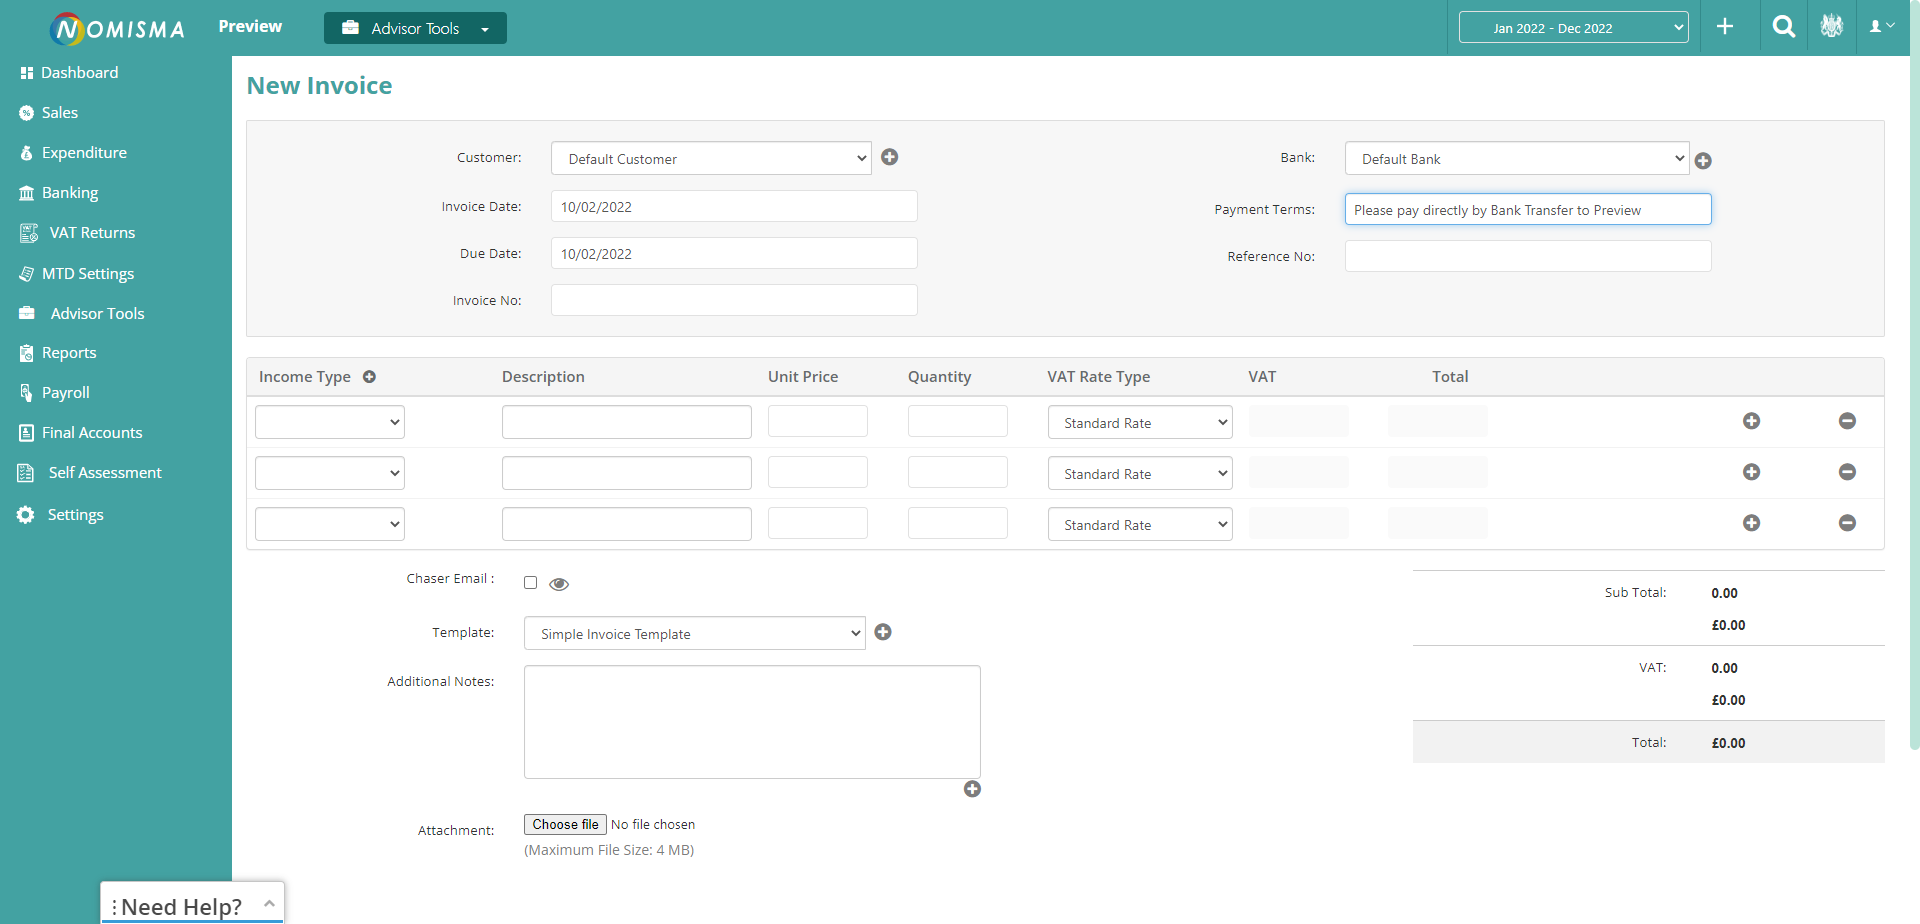 NOMISMA
Preview
Advisor Tools
Jan 2022 - Dec 2022
Dashboard
Sales
Expenditure
Banking
VAT Returns
MTD Settings
Advisor Tools
Reports
Payroll
Final Accounts
Self Assessment
Settings
New Invoice
Customer: Default Customer
Bank: Default Bank
Invoice Date: 10/02/2022
Payment Terms: Please pay directly by Bank Transfer to Preview
Due Date: 10/02/2022
Reference No:
Invoice No:
Income Type Description Unit Price Quantity VAT Rate Type VAT Total
Standard Rate
Standard Rate
Standard Rate
Chaser Email :
Template: Simple Invoice Template
Additional Notes:
Attachment: Choose file No file chosen
(Maximum File Size: 4 MB)
Sub Total: 0.00
£0.00
VAT: 0.00
£0.00
Total: £0.00
Need Help?